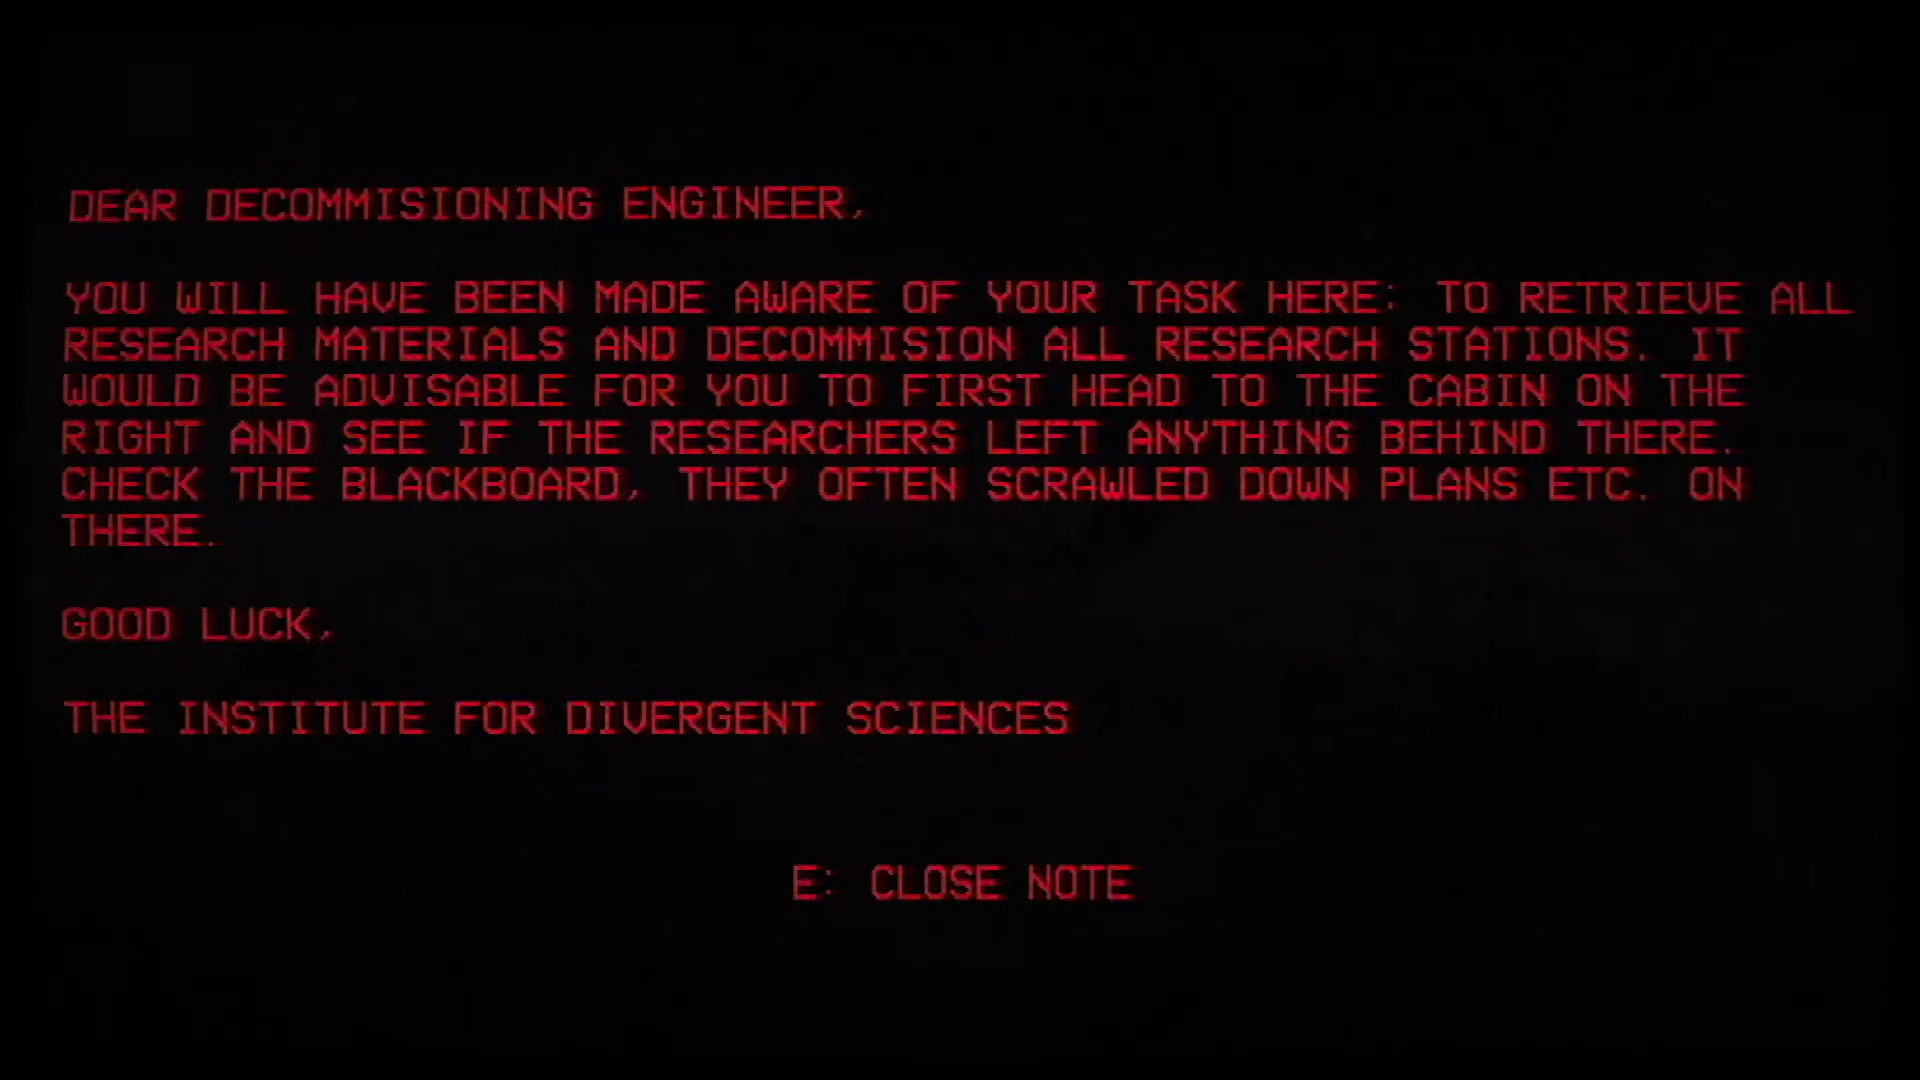 DEAR DECOMMISIONING ENGINEER,
YOU WILL HAVE BEEN MADE AWARE OF YOUR TASK HERE: TO RETRIEVE ALL
RESEARCH MATERIALS AND DECOMMISION ALL RESEARCH STATIONS. IT
WOULD BE ADVISABLE FOR YOU TO FIRST HEAD TO THE CABIN ON THE
RIGHT AND SEE IF THE RESEARCHERS LEFT ANYTHING BEHIND THERE.
CHECK THE BLACKBOARD, THEY OFTEN SCRAWLED DOWN PLANS ETC. ON
THERE.
GOOD LUCK,
THE INSTITUTE FOR DIVERGENT SCIENCES
E: CLOSE NOTE